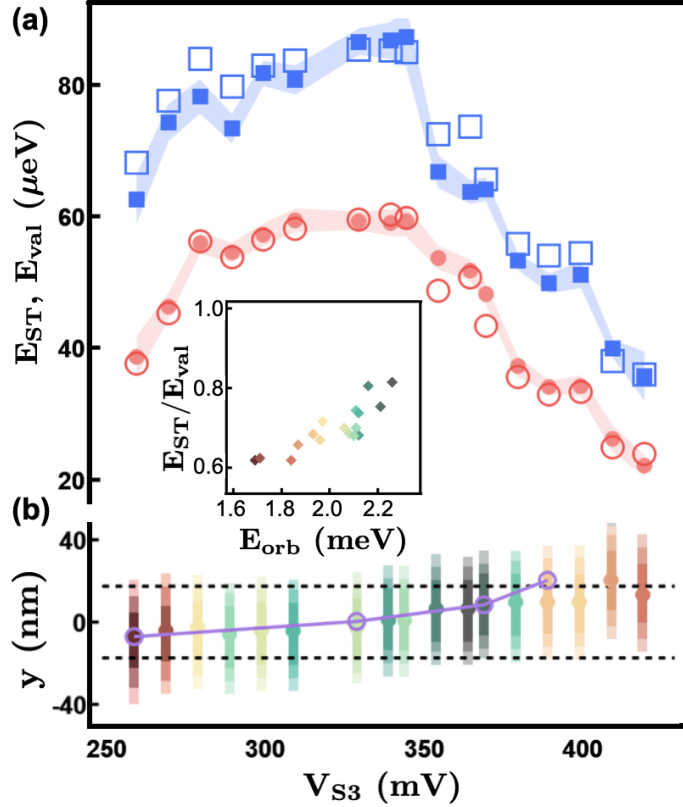 (a)
80
60
40
20
E_ST, E_val
(μeV)
1.0
0.8
0.6
E_ST/E_val
1.6 1.8 2.0 2.2
E_orb (meV)
(b)
40
0
-40
y (nm)
250 300 350 400
V_S3 (mV)